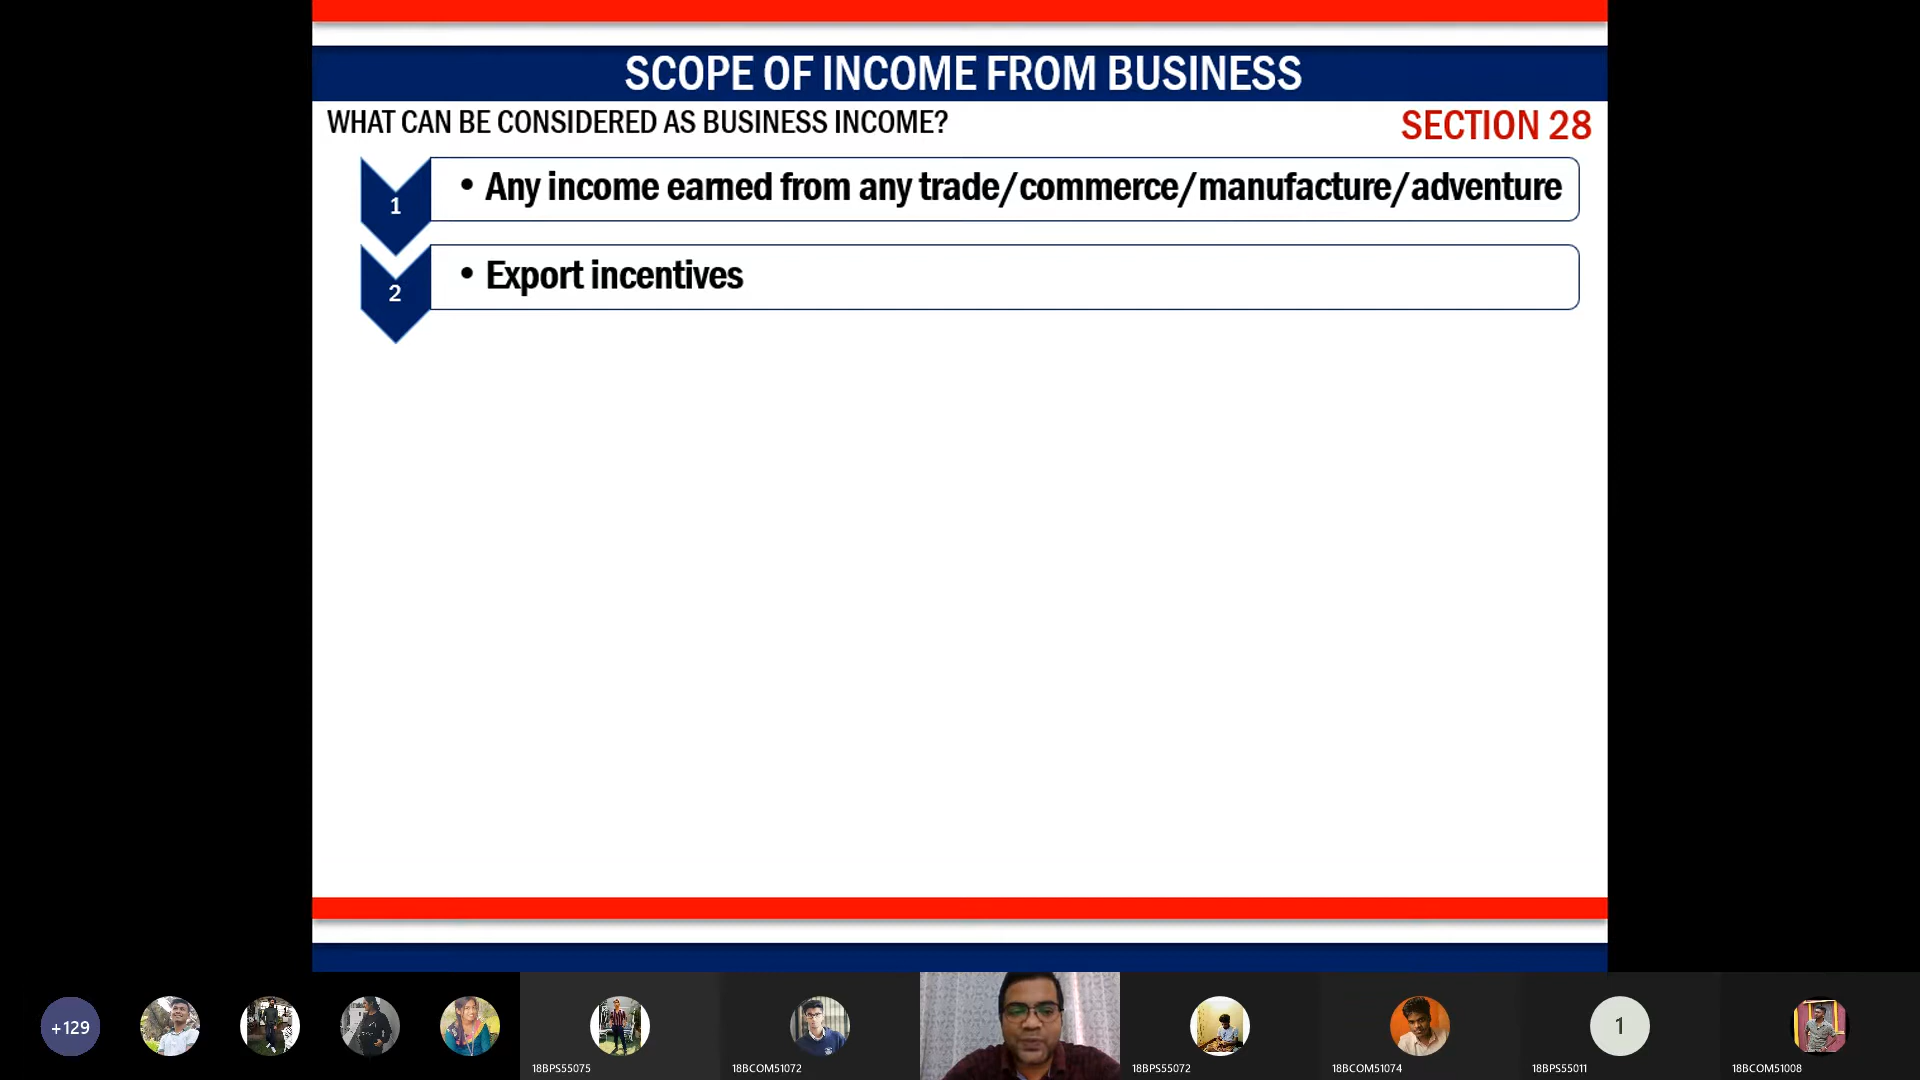 SCOPE OF INCOME FROM BUSINESS
WHAT CAN BE CONSIDERED AS BUSINESS INCOME?
SECTION 28
1
• Any income earned from any trade/commerce/manufacture/adventure
2
• Export incentives
+129
18BPS55075
18BCOM51072
18BPS55072
18BCOM51074
1
18BPS55011
18BCOM51008